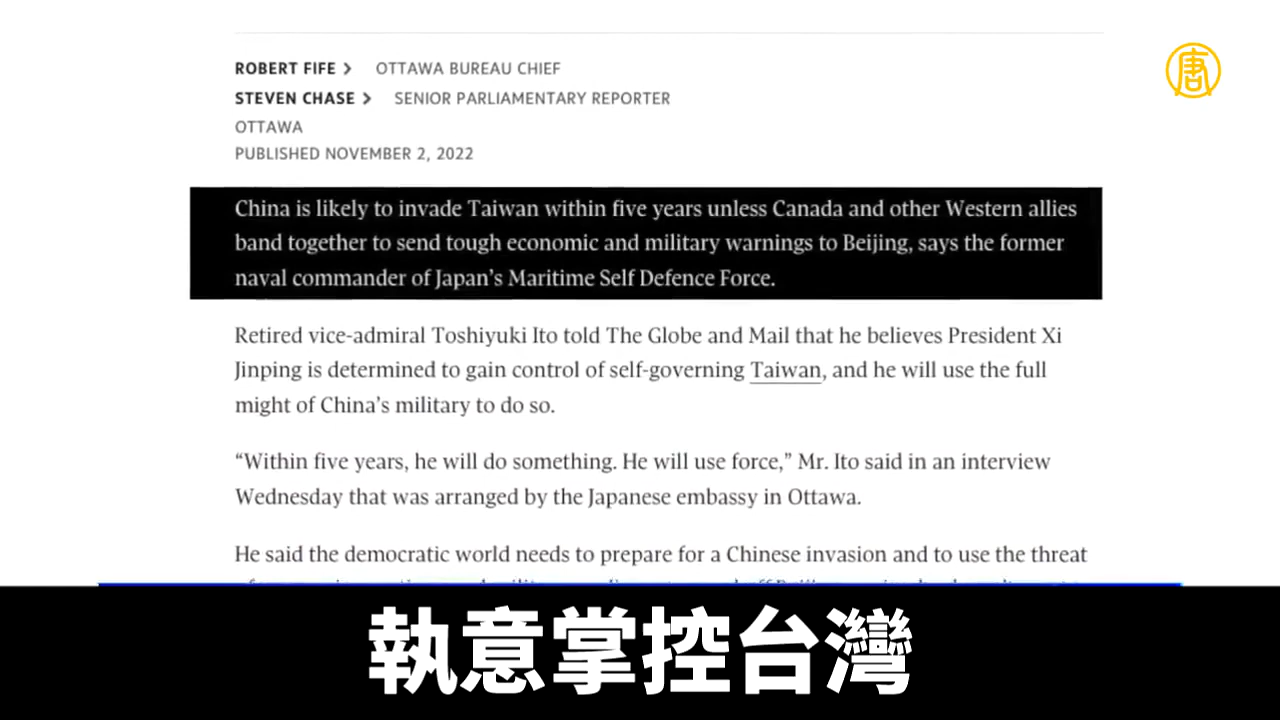 ROBERT FIFE > OTTAWA BUREAU CHIEF
STEVEN CHASE > SENIOR PARLIAMENTARY REPORTER
OTTAWA
PUBLISHED NOVEMBER 2, 2022
唐
China is likely to invade Taiwan within five years unless Canada and other Western allies
band together to send tough economic and military warnings to Beijing, says the former
naval commander of Japan’s Maritime Self Defence Force.
Retired vice-admiral Toshiyuki Ito told The Globe and Mail that he believes President Xi
Jinping is determined to gain control of self-governing Taiwan, and he will use the full
might of China’s military to do so.
“Within five years, he will do something. He will use force,” Mr. Ito said in an interview
Wednesday that was arranged by the Japanese embassy in Ottawa.
He said the democratic world needs to prepare for a Chinese invasion and to use the threat
執意掌控台灣